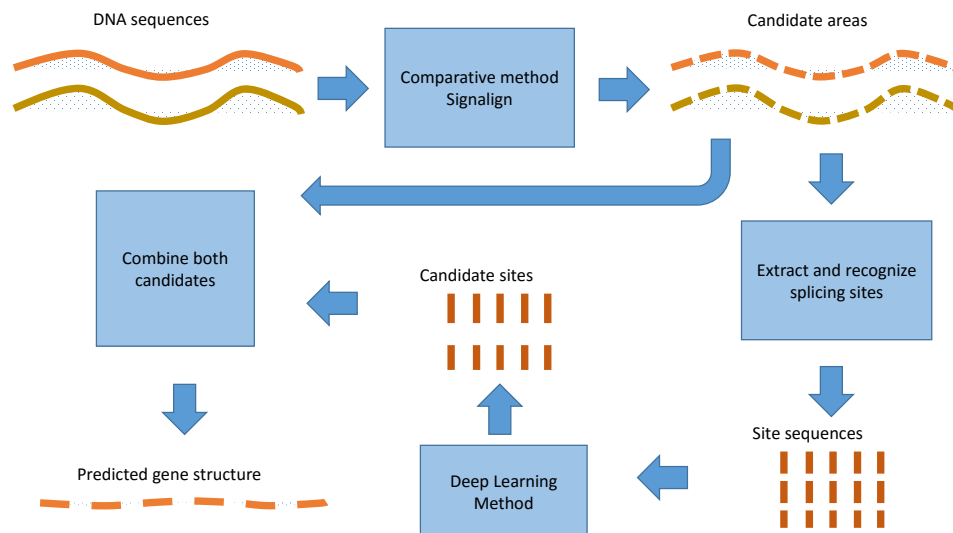 DNA sequences
Candidate areas
Comparative method
Signalign
Combine both
candidates
Candidate sites
Extract and recognize
splicing sites
Site sequences
Predicted gene structure
Deep Learning
Method